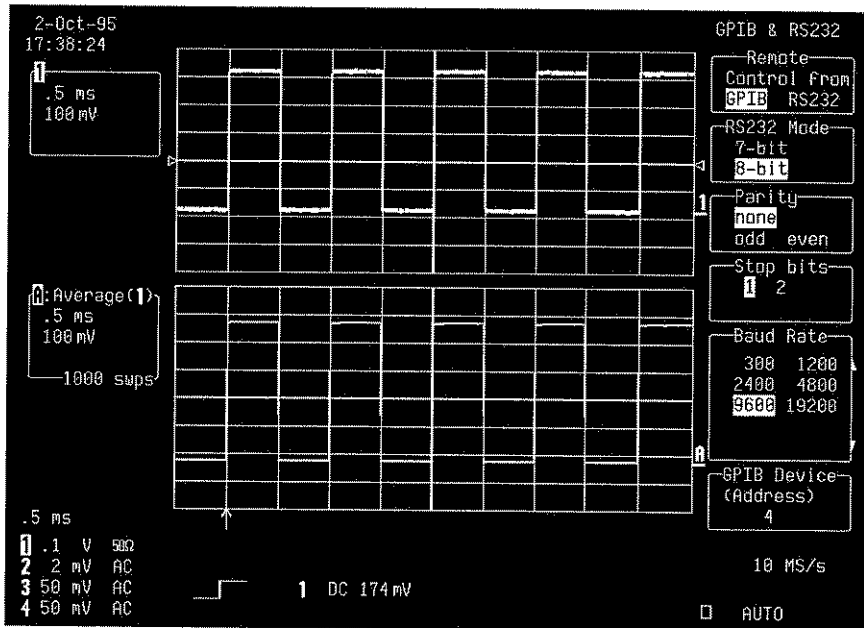 2-Oct-95
17:38:24
1
.5 ms
100 mV
1
A:Average(1)
.5 ms
100 mV
1000 swps
A
.5 ms
1 .1 V 50Ω
2 2 mV AC
3 50 mV AC
4 50 mV AC
1 DC 174 mV
GPIB & RS232
Remote
Control from
GPIB RS232
RS232 Mode
7-bit
8-bit
Parity
none
odd even
Stop bits
1 2
Baud Rate
300 1200
2400 4800
9600 19200
GPIB Device
(Address)
4
10 MS/s
AUTO